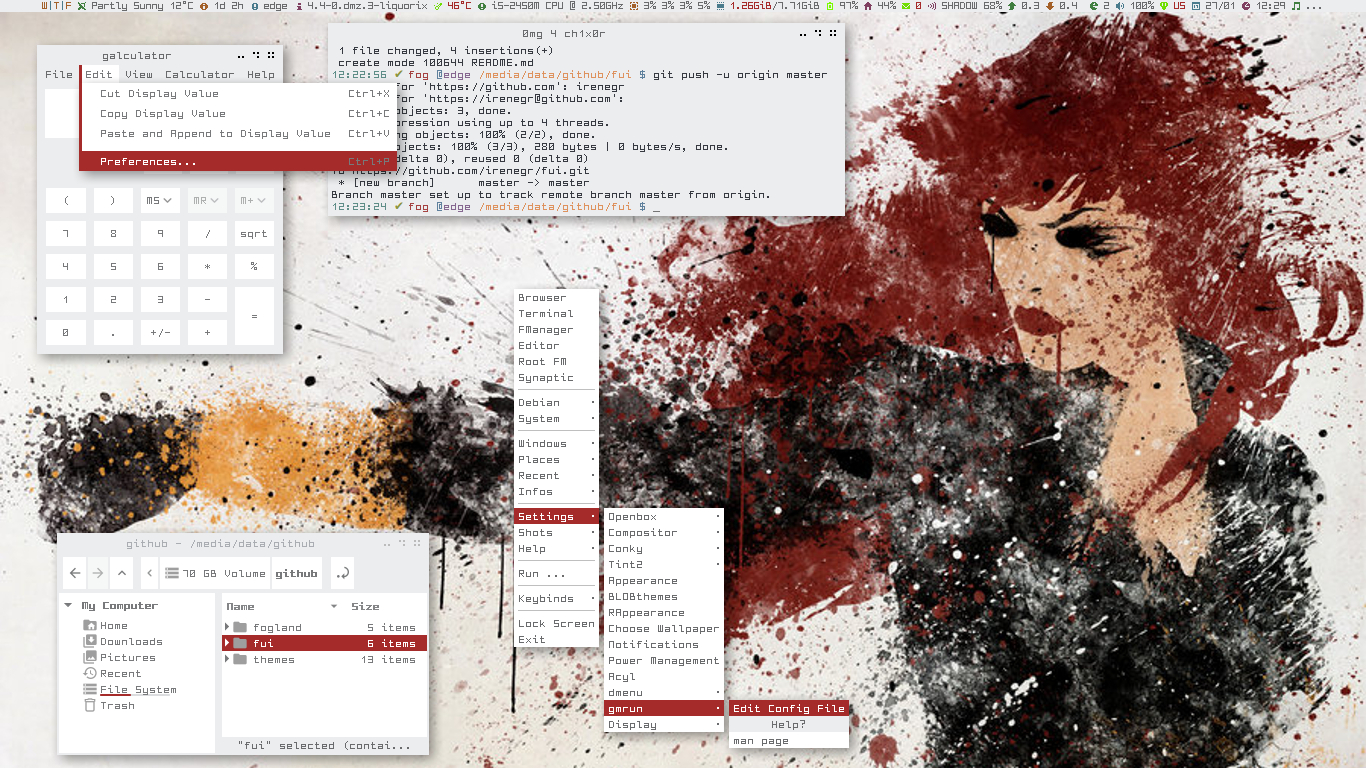 W|T|F Partly Sunny 12°C 1d 2h edge 4.4-0.dmz.3-liquorix 46°C i5-2450M CPU @ 2.50GHz 3% 3% 3% 5% 1.26GiB/7.71GiB 97% 44% 0 SHADOW 68% 0.3 0.4 2 100% US 27/01 12:29 ...
galculator
File Edit View Calculator Help
Cut Display Value Ctrl+X
Copy Display Value Ctrl+C
Paste and Append to Display Value Ctrl+V
Preferences... Ctrl+P
( ) MS MR M+
7 8 9 / sqrt
4 5 6 * %
1 2 3 - =
0 . +/- +
0mg 4 ch1x0r
1 file changed, 4 insertions(+)
create mode 100644 README.md
12:22:56 ✔ fog @edge /media/data/github/fui $ git push -u origin master
for 'https://github.com': irenegr
for 'https://irenegr@github.com':
objects: 3, done.
pression using up to 4 threads.
ng objects: 100% (2/2), done.
objects: 100% (3/3), 280 bytes | 0 bytes/s, done.
(delta 0), reused 0 (delta 0)
To https://github.com/irenegr/fui.git
* [new branch] master -> master
Branch master set up to track remote branch master from origin.
12:23:24 ✔ fog @edge /media/data/github/fui $ _
Browser
Terminal
FManager
Editor
Root FM
Synaptic
Debian
System
Windows
Places
Recent
Infos
Settings
Shots
Help
Run ...
Keybinds
Lock Screen
Exit
Openbox
Compositor
Conky
Tint2
Appearance
BLOBthemes
RAppearance
Choose Wallpaper
Notifications
Power Management
Acyl
dmenu
gmrun
Display
Edit Config File
Help?
man page
github - /media/data/github
70 GB Volume github
My Computer
Home
Downloads
Pictures
Recent
File System
Trash
Name Size
fogland 5 items
fui 6 items
themes 13 items
"fui" selected (contai...